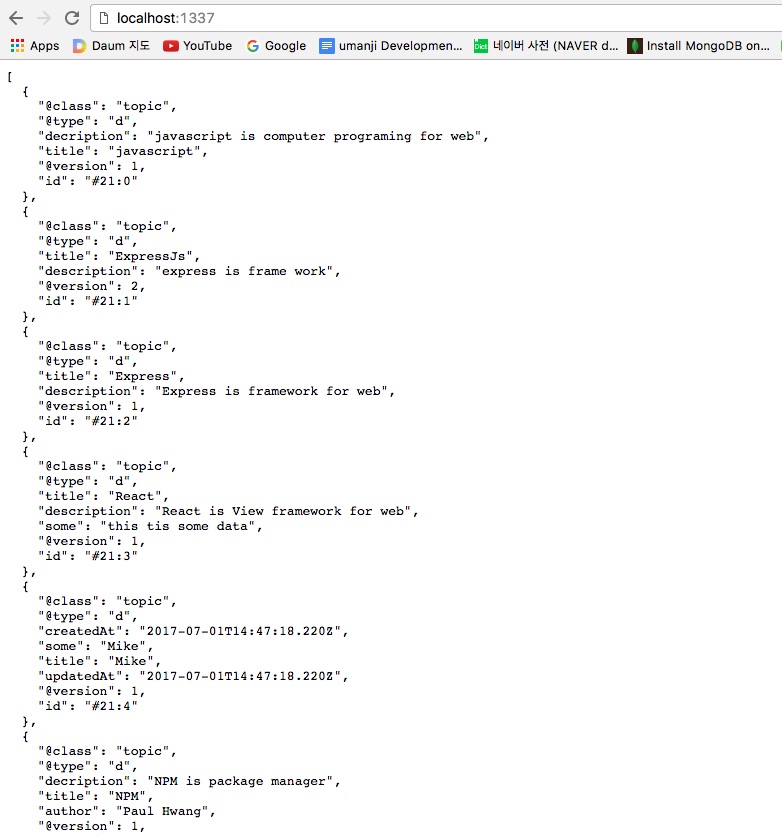 localhost:1337
Apps Daum 지도 YouTube Google umanji Developmen... Dict 네이버 사전 (NAVER d... Install MongoDB on...
[
  {
    "@class": "topic",
    "@type": "d",
    "decription": "javascript is computer programing for web",
    "title": "javascript",
    "@version": 1,
    "id": "#21:0"
  },
  {
    "@class": "topic",
    "@type": "d",
    "title": "ExpressJs",
    "description": "express is frame work",
    "@version": 2,
    "id": "#21:1"
  },
  {
    "@class": "topic",
    "@type": "d",
    "title": "Express",
    "description": "Express is framework for web",
    "@version": 1,
    "id": "#21:2"
  },
  {
    "@class": "topic",
    "@type": "d",
    "title": "React",
    "description": "React is View framework for web",
    "some": "this tis some data",
    "@version": 1,
    "id": "#21:3"
  },
  {
    "@class": "topic",
    "@type": "d",
    "createdAt": "2017-07-01T14:47:18.220Z",
    "some": "Mike",
    "title": "Mike",
    "updatedAt": "2017-07-01T14:47:18.220Z",
    "@version": 1,
    "id": "#21:4"
  },
  {
    "@class": "topic",
    "@type": "d",
    "decription": "NPM is package manager",
    "title": "NPM",
    "author": "Paul Hwang",
    "@version": 1,